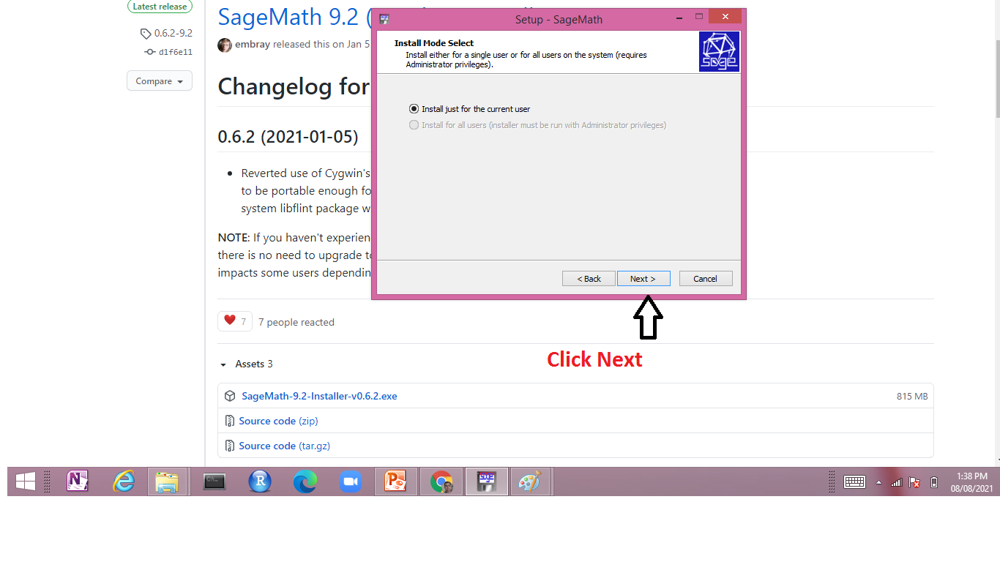 Latest release
0.6.2-9.2
d1f6e11
Compare
SageMath 9.2 (
embray released this on Jan 5
Changelog for
0.6.2 (2021-01-05)
Reverted use of Cygwin's
to be portable enough fo
system libflint package w
NOTE: If you haven't experien
there is no need to upgrade to
impacts some users dependin
Setup - SageMath
Install Mode Select
Install either for a single user or for all users on the system (requires
Administrator privileges).
sage
Install just for the current user
Install for all users (installer must be run with Administrator privileges)
< Back
Next >
Cancel
7
7 people reacted
Click Next
Assets 3
SageMath-9.2-Installer-v0.6.2.exe
815 MB
Source code (zip)
Source code (tar.gz)
1:38 PM
08/08/2021